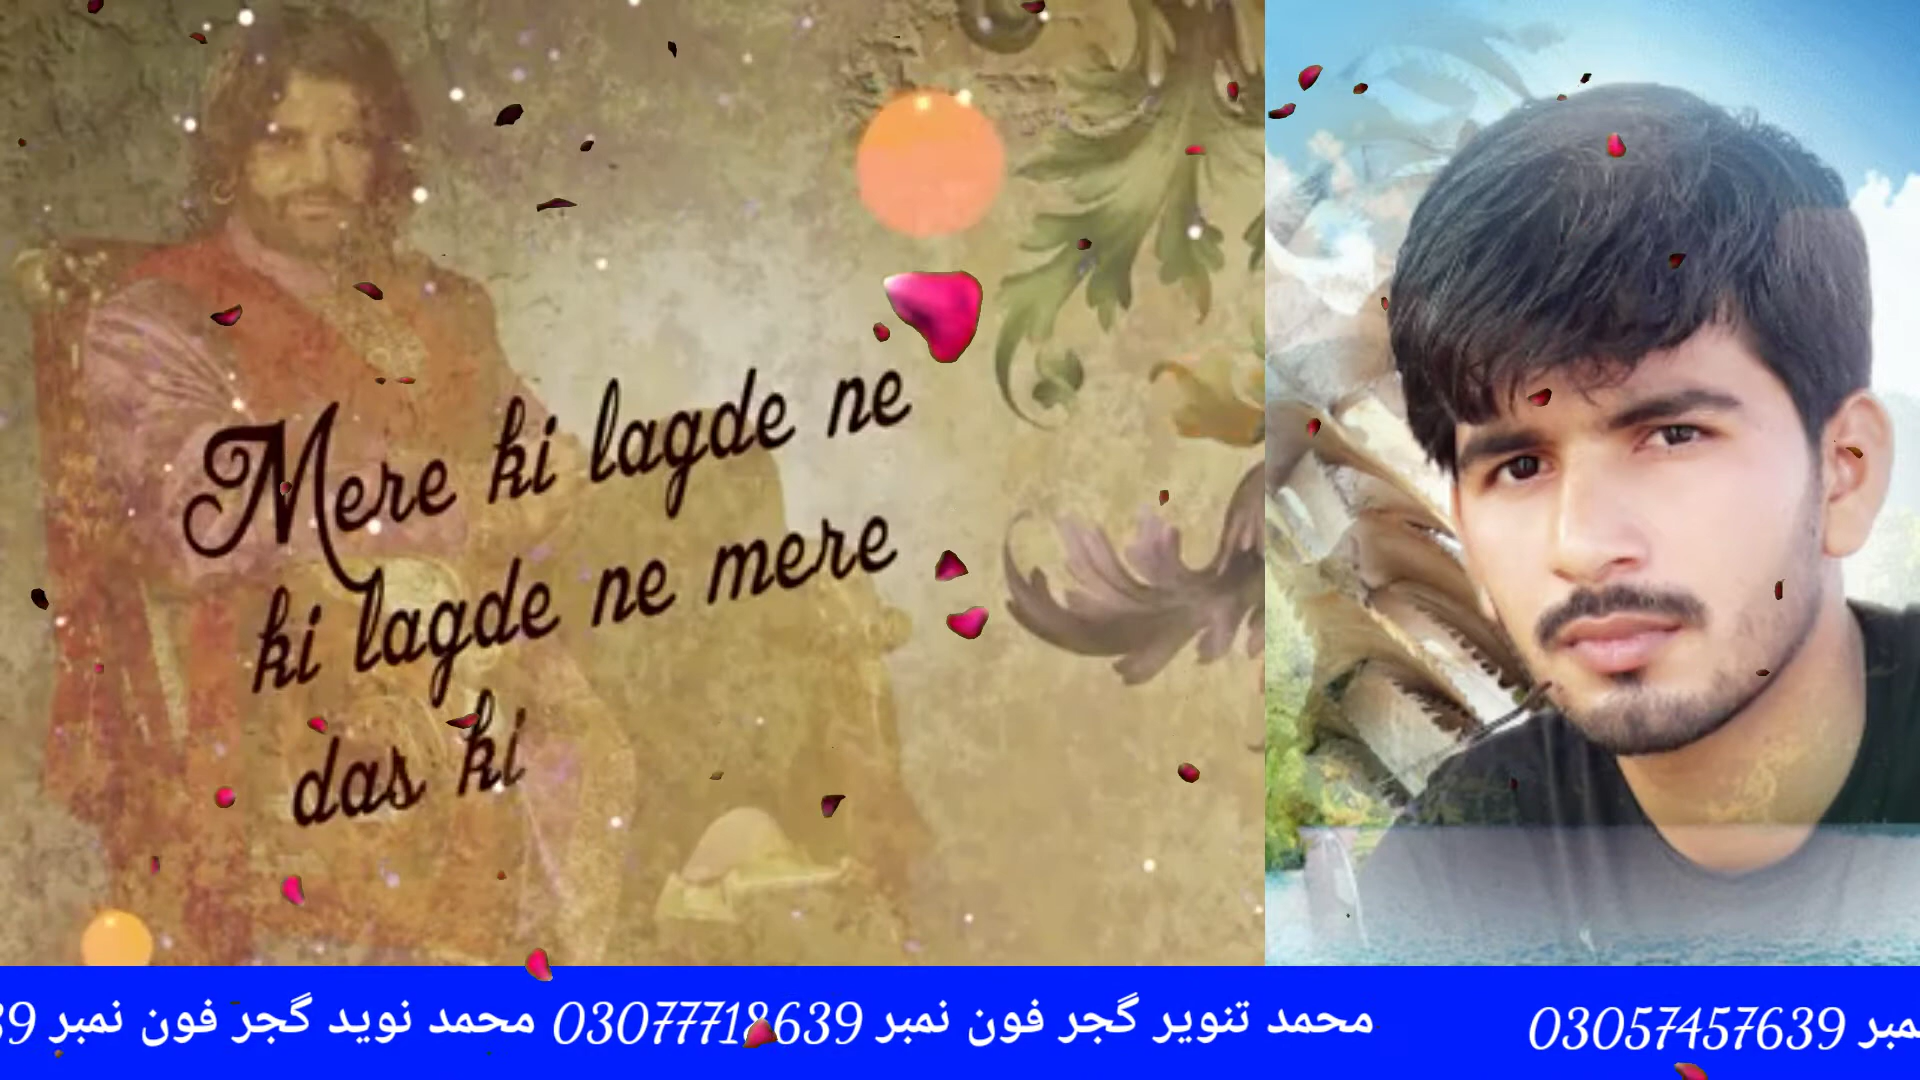 Mere ki lagde ne
ki lagde ne mere
das ki
محمد تنویر گجر فون نمبر 03077718639 محمد نوید گجر فون نمبر 39
03057457639